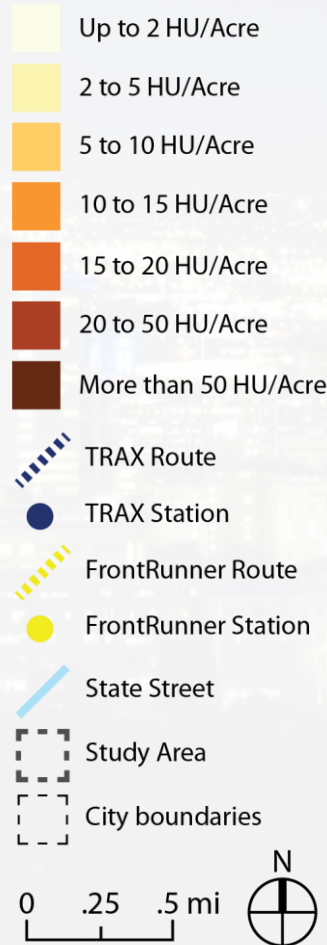 Up to 2 HU/Acre
2 to 5 HU/Acre
5 to 10 HU/Acre
10 to 15 HU/Acre
15 to 20 HU/Acre
20 to 50 HU/Acre
More than 50 HU/Acre
TRAX Route
TRAX Station
FrontRunner Route
FrontRunner Station
State Street
Study Area
City boundaries
N
0 .25 .5 mi